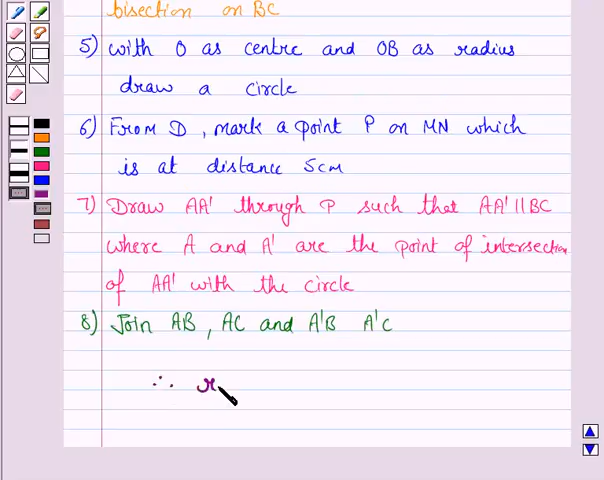 bisection on BC
5) with O as centre and OB as radius
draw a circle
6) From D, mark a point P on MN which
is at distance 5cm
7) Draw AA' through P such that AA' || BC
where A and A' are the point of intersection
of AA' with the circle
8) Join AB, AC and A'B A'C
∴